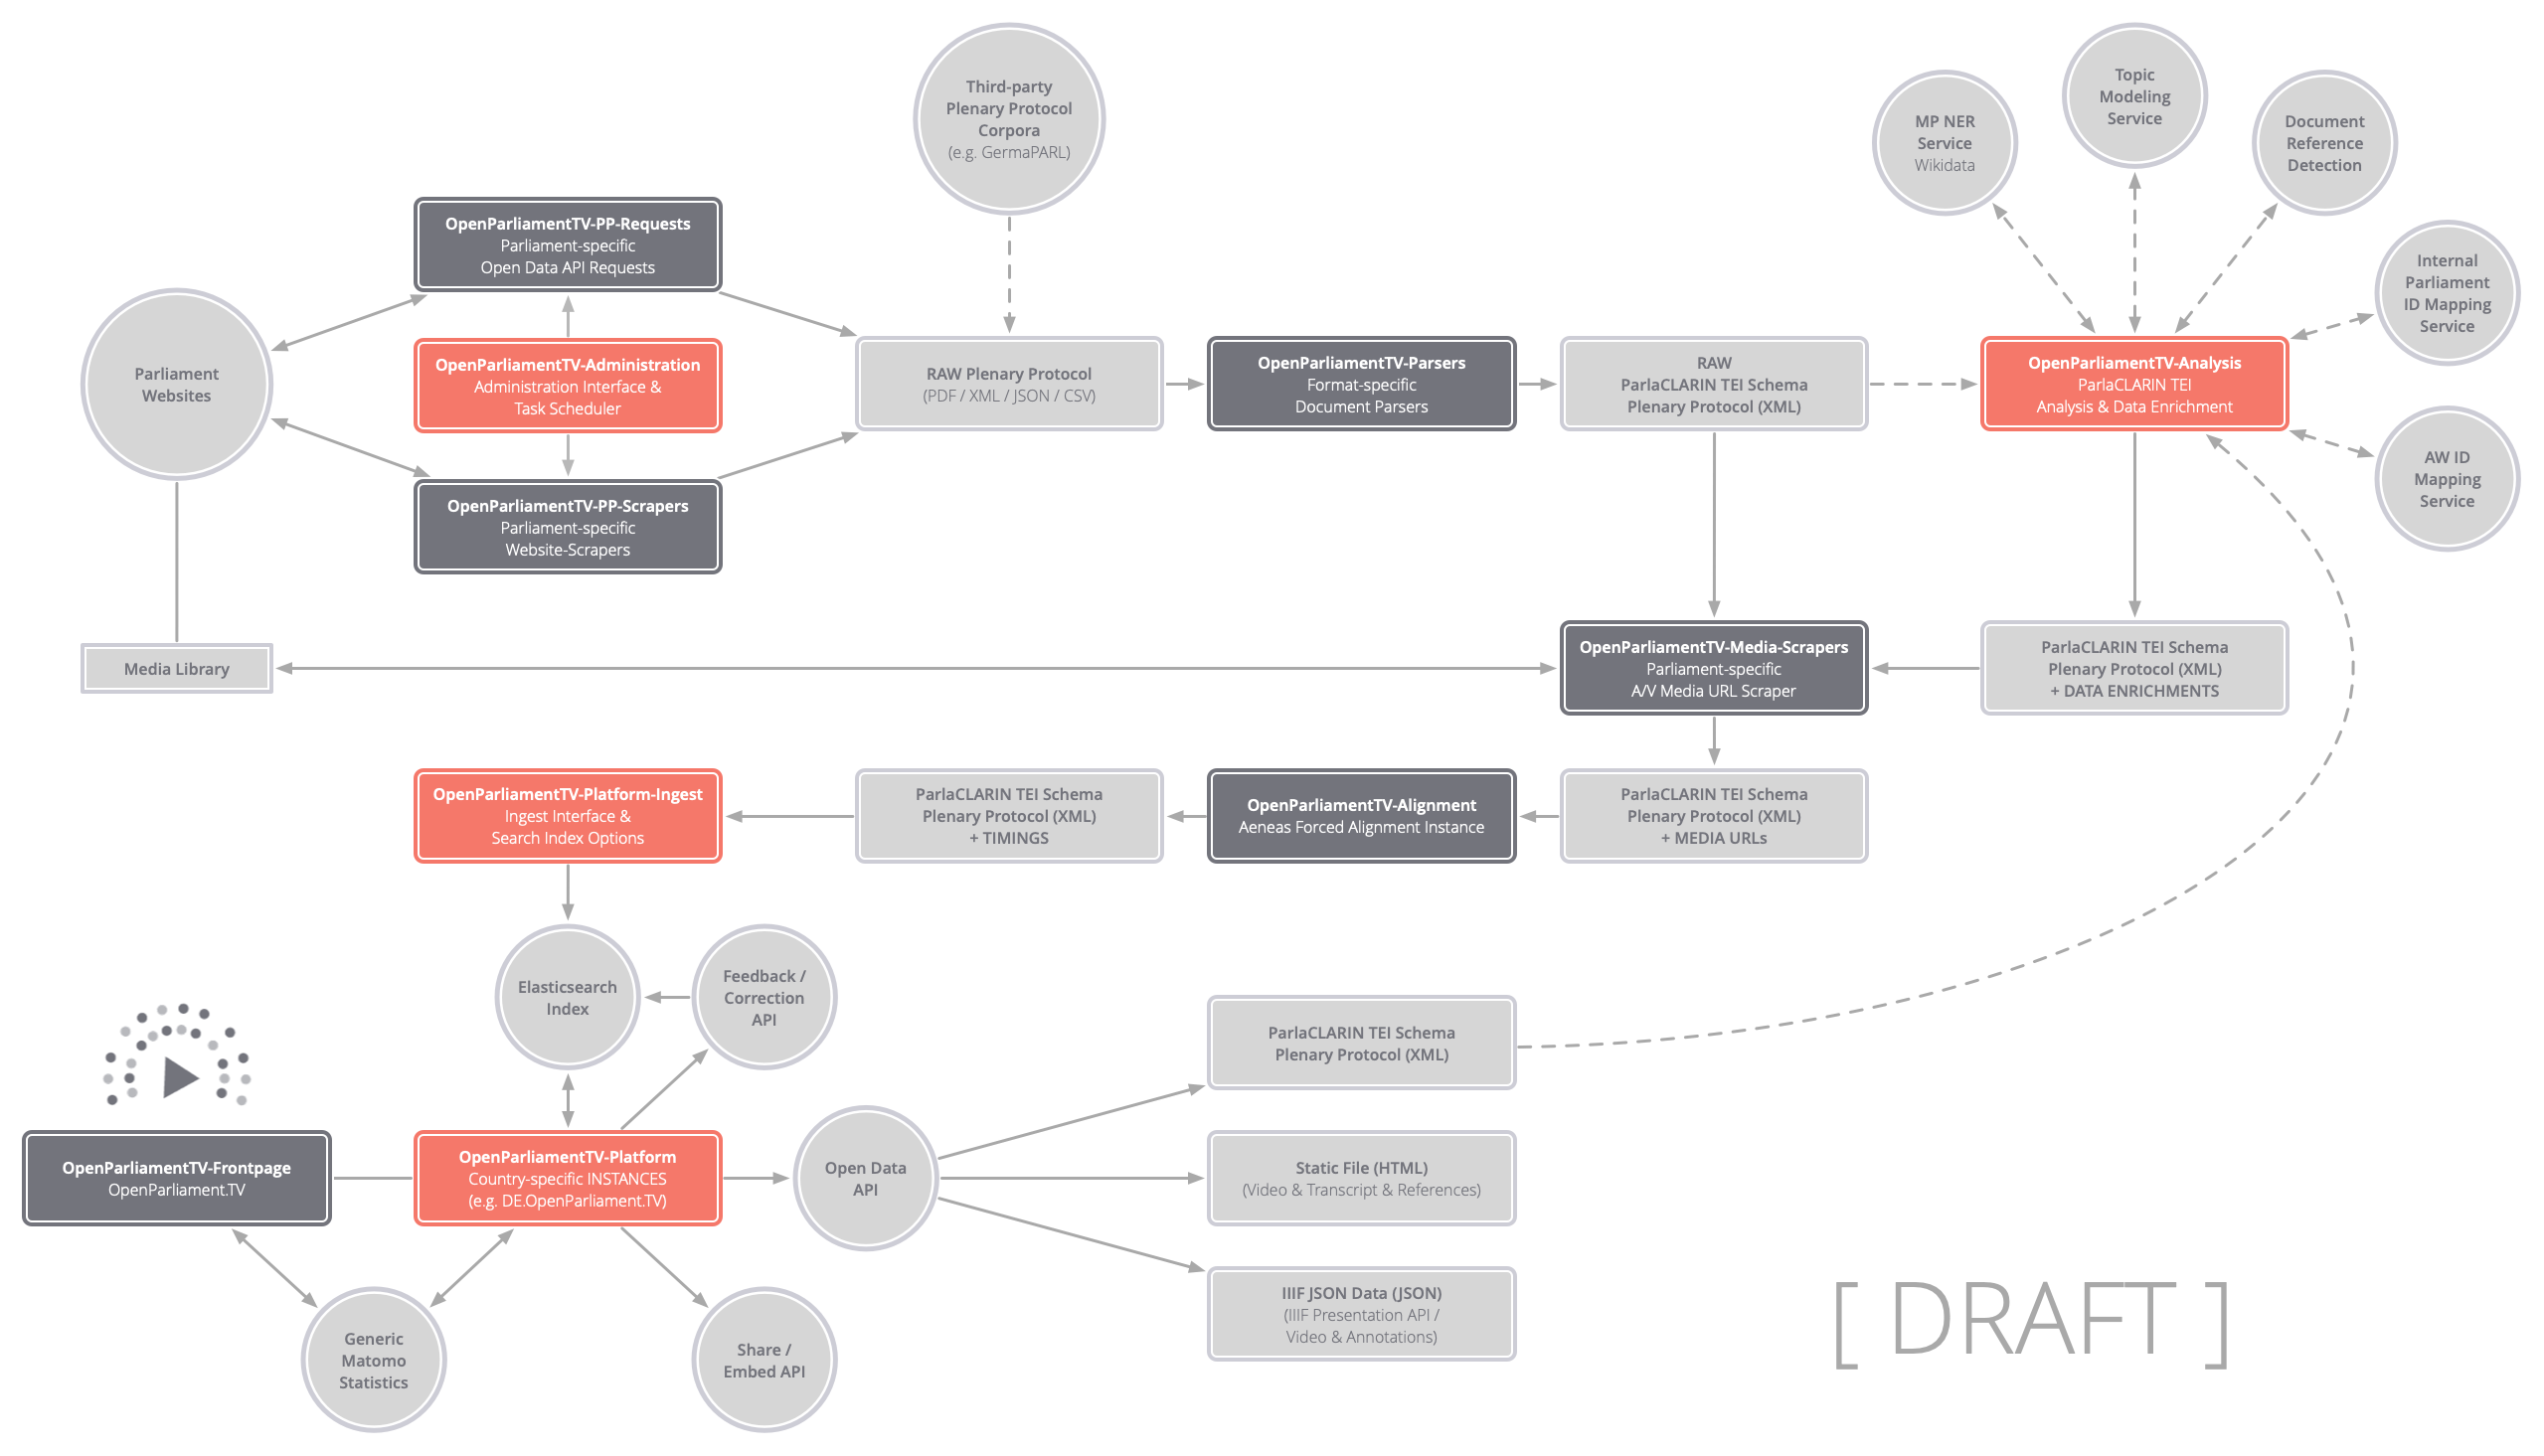 Third-party
Plenary Protocol
Corpora
(e.g. GermaPARL)
MP NER
Service
Wikidata
Topic
Modeling
Service
Document
Reference
Detection
Internal
Parliament
ID Mapping
Service
AW ID
Mapping
Service
Parliament
Websites
OpenParliamentTV-PP-Requests
Parliament-specific
Open Data API Requests
OpenParliamentTV-Administration
Administration Interface &
Task Scheduler
OpenParliamentTV-PP-Scrapers
Parliament-specific
Website-Scrapers
RAW Plenary Protocol
(PDF / XML / JSON / CSV)
OpenParliamentTV-Parsers
Format-specific
Document Parsers
RAW
ParlaCLARIN TEI Schema
Plenary Protocol (XML)
OpenParliamentTV-Analysis
ParlaCLARIN TEI
Analysis & Data Enrichment
Media Library
OpenParliamentTV-Media-Scrapers
Parliament-specific
A/V Media URL Scraper
ParlaCLARIN TEI Schema
Plenary Protocol (XML)
+ DATA ENRICHMENTS
OpenParliamentTV-Platform-Ingest
Ingest Interface &
Search Index Options
ParlaCLARIN TEI Schema
Plenary Protocol (XML)
+ TIMINGS
OpenParliamentTV-Alignment
Aeneas Forced Alignment Instance
ParlaCLARIN TEI Schema
Plenary Protocol (XML)
+ MEDIA URLs
Elasticsearch
Index
Feedback /
Correction
API
OpenParliamentTV-Frontpage
OpenParliament.TV
OpenParliamentTV-Platform
Country-specific INSTANCES
(e.g. DE.OpenParliament.TV)
Open Data
API
ParlaCLARIN TEI Schema
Plenary Protocol (XML)
Static File (HTML)
(Video & Transcript & References)
IIIF JSON Data (JSON)
(IIIF Presentation API /
Video & Annotations)
Generic
Matomo
Statistics
Share /
Embed API
[ DRAFT ]